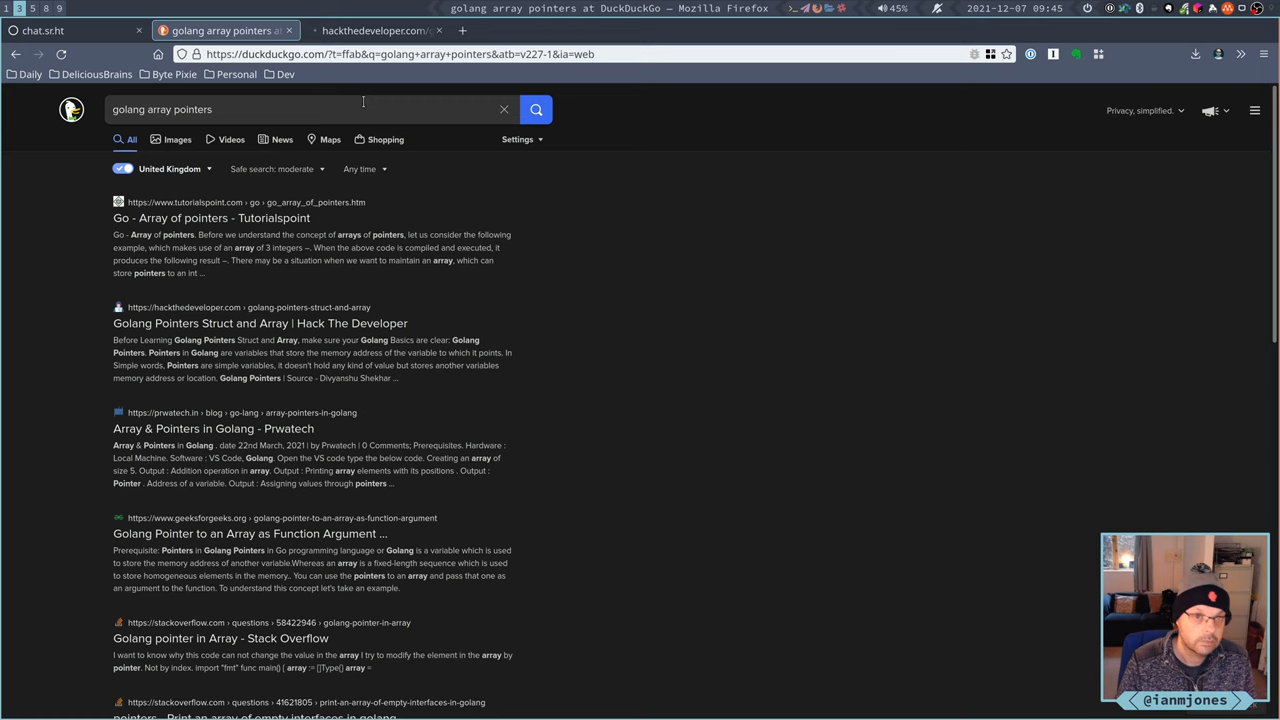 1 3 5 8 9
golang array pointers at DuckDuckGo — Mozilla Firefox
2021-12-07 09:45
chat.sr.ht
golang array pointers at
hackthedeveloper.com/g
https://duckduckgo.com/?t=ffab&q=golang+array+pointers&atb=v227-1&ia=web
Daily
DeliciousBrains
Byte Pixie
Personal
Dev
golang array pointers
Privacy, simplified.
All
Images
Videos
News
Maps
Shopping
Settings
United Kingdom
Safe search: moderate
Any time
https://www.tutorialspoint.com › go › go_array_of_pointers.htm
Go - Array of pointers - Tutorialspoint
Go - Array of pointers. Before we understand the concept of arrays of pointers, let us consider the following
example, which makes use of an array of 3 integers –. When the above code is compiled and executed, it
produces the following result –. There may be a situation when we want to maintain an array, which can
store pointers to an int ...
https://hackthedeveloper.com › golang-pointers-struct-and-array
Golang Pointers Struct and Array | Hack The Developer
Before Learning Golang Pointers Struct and Array, make sure your Golang Basics are clear: Golang
Pointers. Pointers in Golang are variables that store the memory address of the variable to which it points. In
Simple words, Pointers are simple variables, it doesn't hold any kind of value but stores another variables
memory address or location. Golang Pointers | Source - Divyanshu Shekhar ...
https://prwatech.in › blog › go-lang › array-pointers-in-golang
Array & Pointers in Golang - Prwatech
Array & Pointers in Golang . date 22nd March, 2021 | by Prwatech | 0 Comments; Prerequisites. Hardware :
Local Machine. Software : VS Code, Golang. Open the VS code type the below code. Creating an array of
size 5. Output : Addition operation in array. Output : Printing array elements with its positions . Output :
Pointer . Address of a variable. Output : Assigning values through pointers ...
https://www.geeksforgeeks.org › golang-pointer-to-an-array-as-function-argument
Golang Pointer to an Array as Function Argument ...
Prerequisite: Pointers in Golang Pointers in Go programming language or Golang is a variable which is used
to store the memory address of another variable.Whereas an array is a fixed-length sequence which is used
to store homogeneous elements in the memory.. You can use the pointers to an array and pass that one as
an argument to the function. To understand this concept let's take an example.
https://stackoverflow.com › questions › 58422946 › golang-pointer-in-array
Golang pointer in Array - Stack Overflow
I want to know why this code can not change the value in the array I try to modify the element in the array by
pointer. Not by index. import "fmt" func main() { array := []Type{} array =
https://stackoverflow.com › questions › 41621805 › print-an-array-of-empty-interfaces-in-golang
pointers - Print an array of empty interfaces in golang
@ianmjones